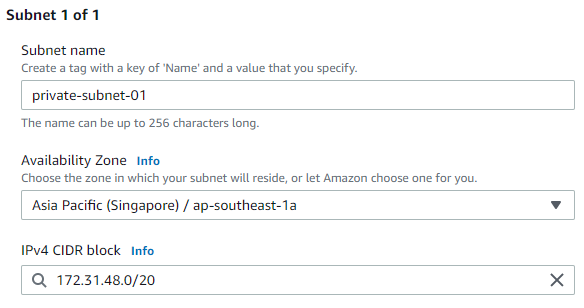 Subnet 1 of 1
Subnet name
Create a tag with a key of 'Name' and a value that you specify.
private-subnet-01
The name can be up to 256 characters long.
Availability Zone Info
Choose the zone in which your subnet will reside, or let Amazon choose one for you.
Asia Pacific (Singapore) / ap-southeast-1a
IPv4 CIDR block Info
172.31.48.0/20